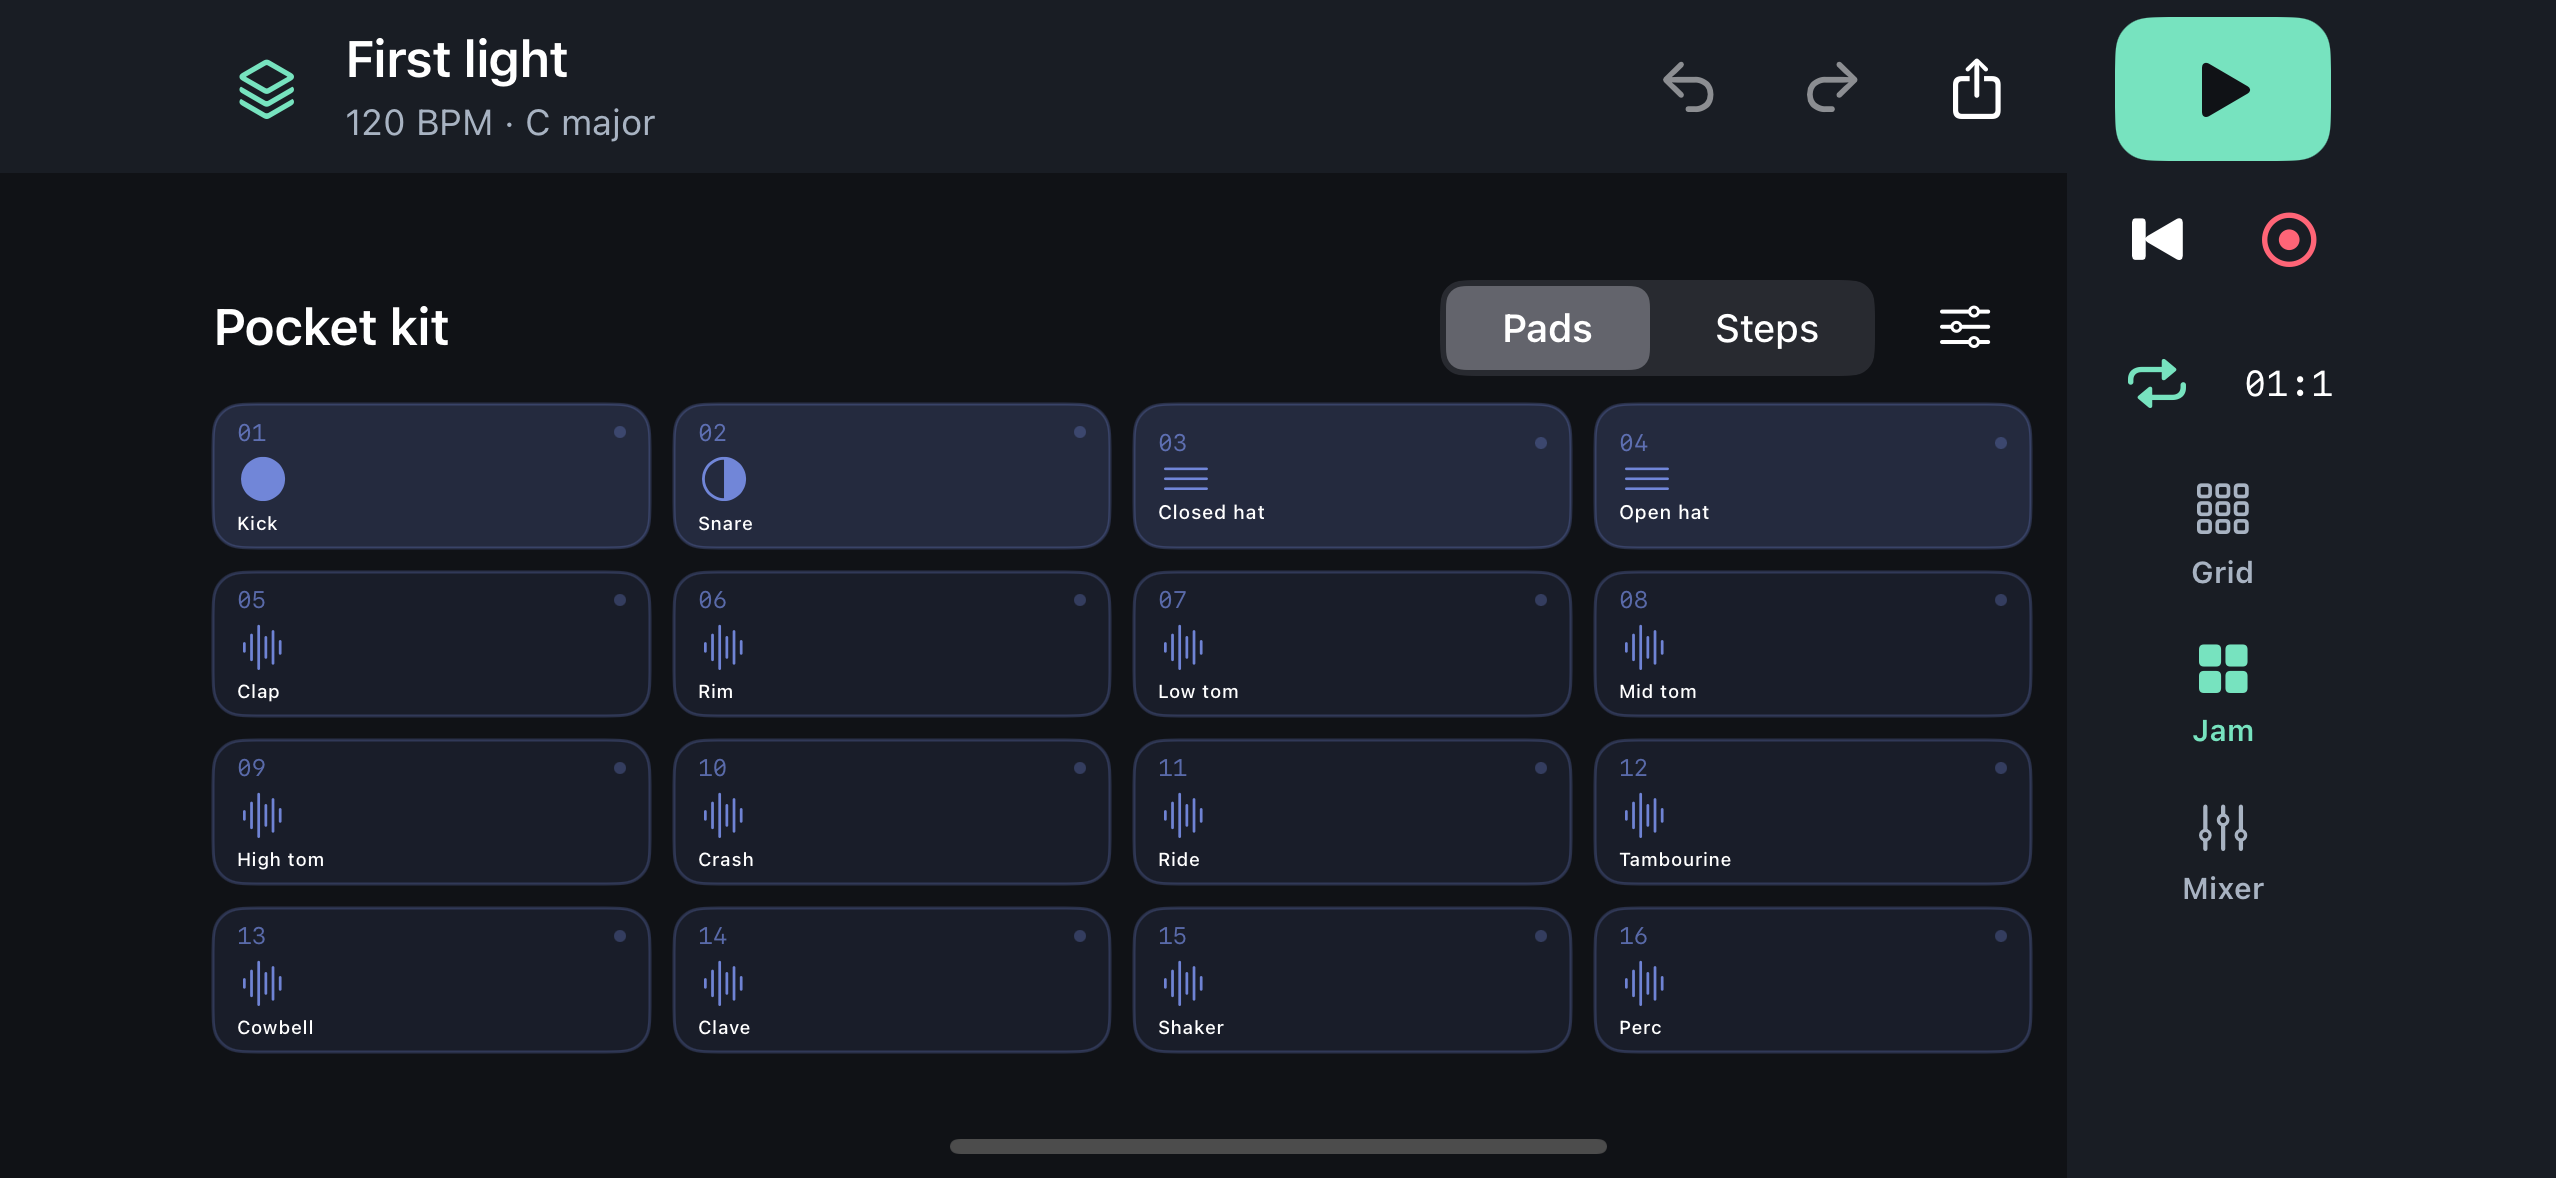 First light
120 BPM · C major
Pocket kit
Pads
Steps
01:1
01
Kick
02
Snare
03
Closed hat
04
Open hat
05
Clap
06
Rim
07
Low tom
08
Mid tom
09
High tom
10
Crash
11
Ride
12
Tambourine
13
Cowbell
14
Clave
15
Shaker
16
Perc
Grid
Jam
Mixer